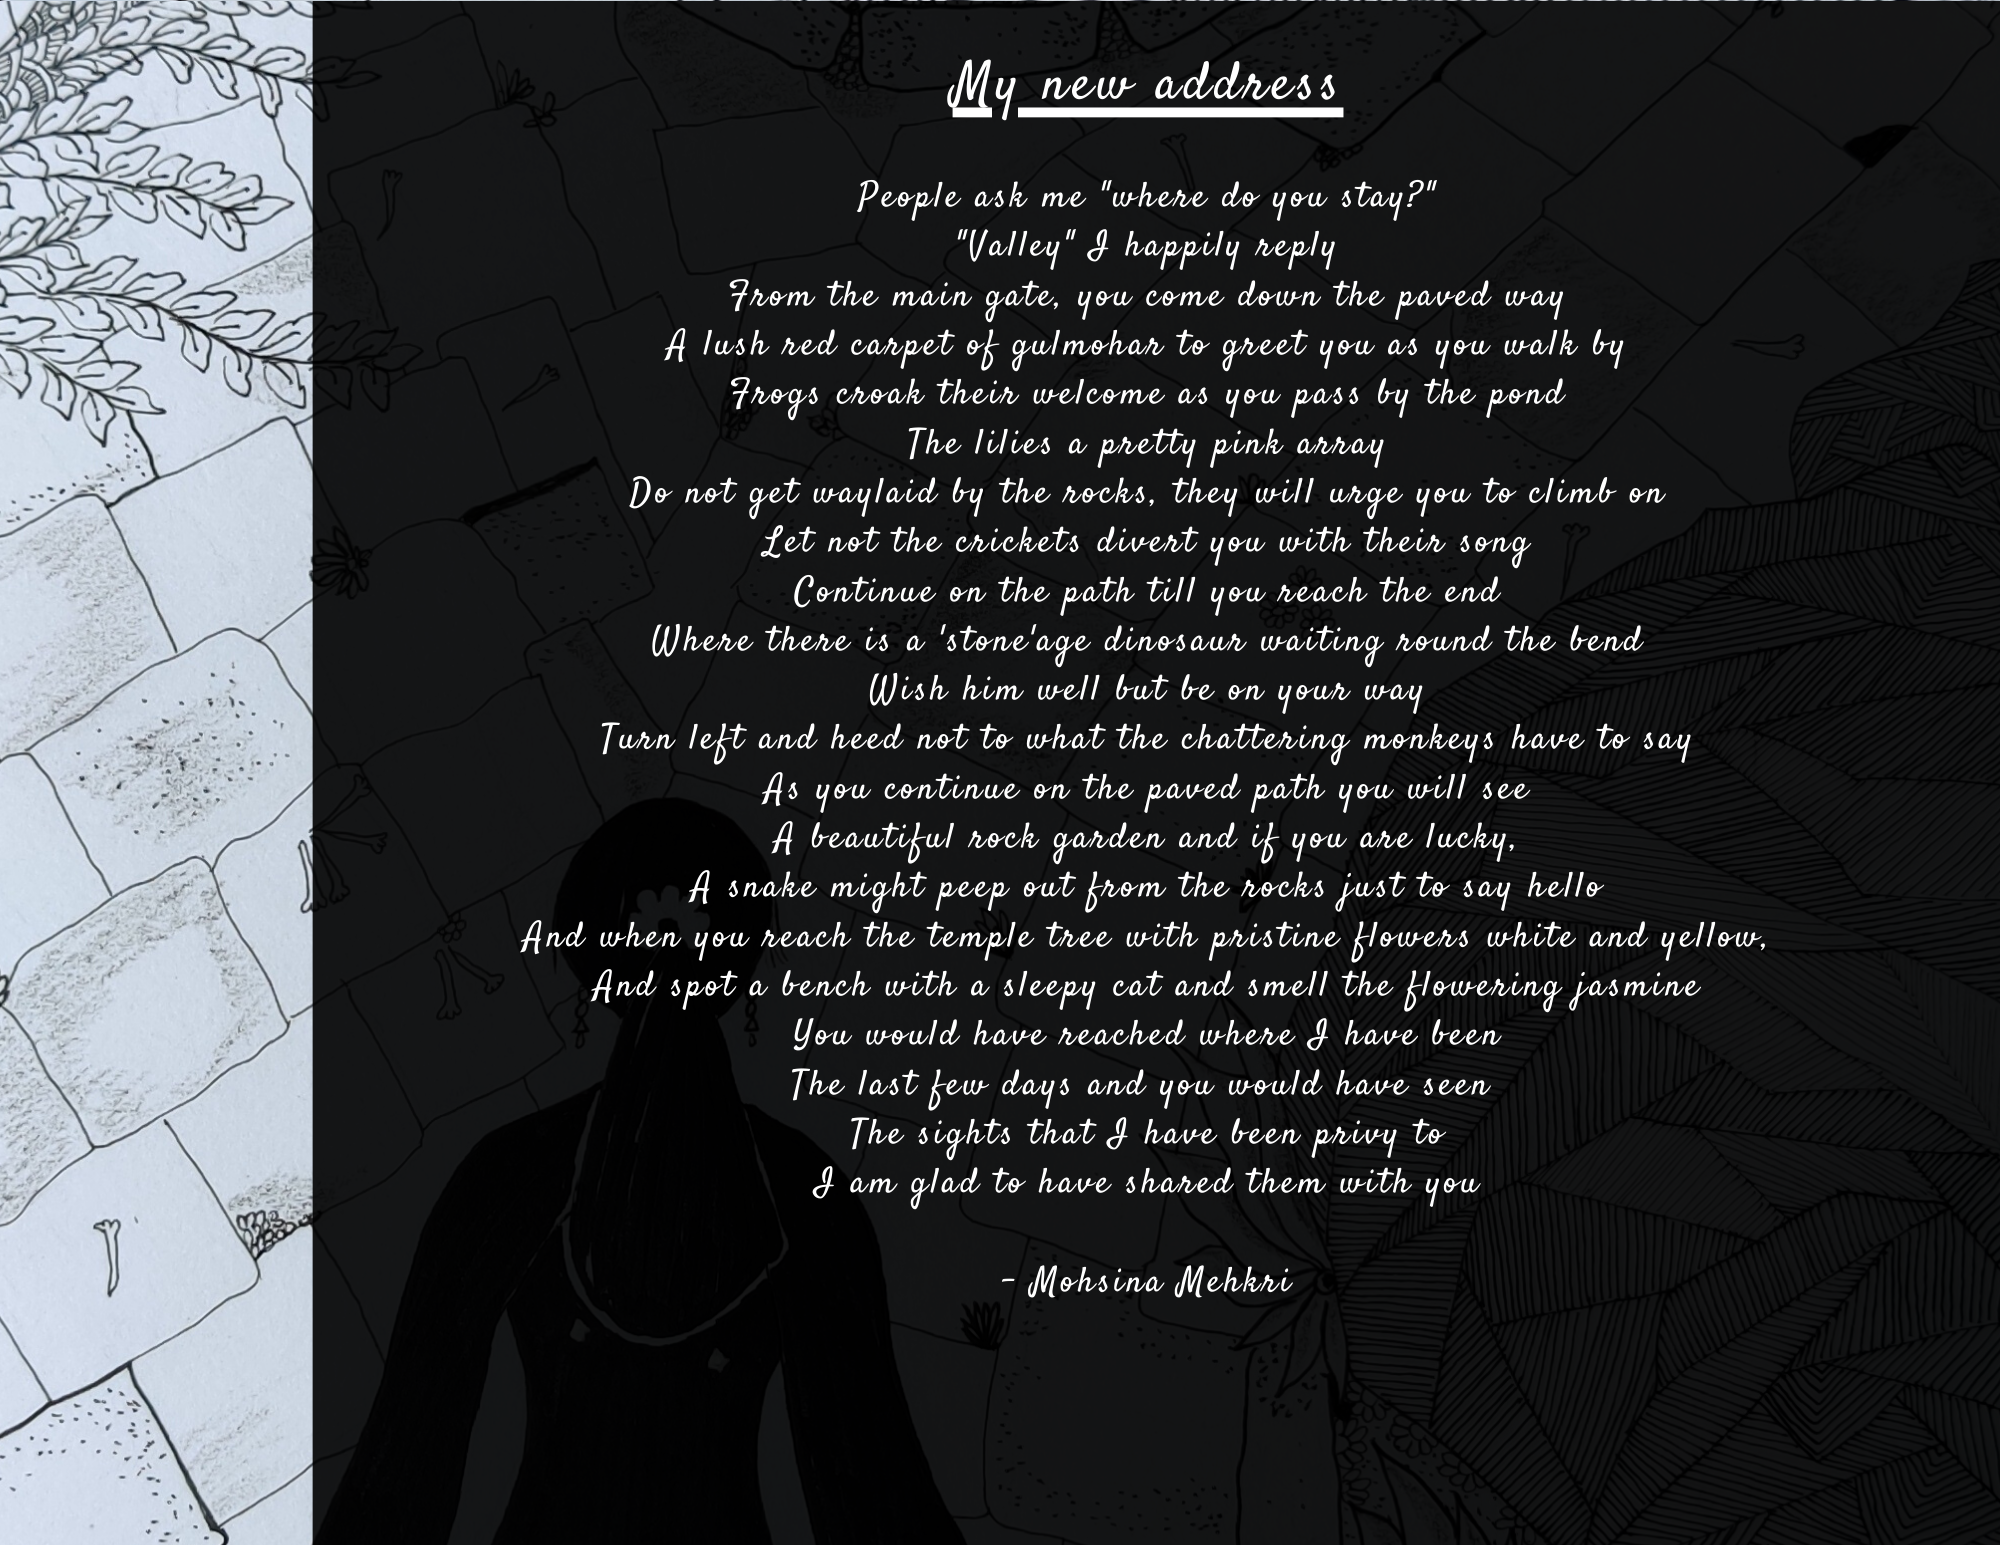 My new address
People ask me "where do you stay?"
"Valley" I happily reply
From the main gate, you come down the paved way
A lush red carpet of gulmohar to greet you as you walk by
Frogs croak their welcome as you pass by the pond
The lilies a pretty pink array
Do not get waylaid by the rocks, they will urge you to climb on
Let not the crickets divert you with their song
Continue on the path till you reach the end
Where there is a 'stone'age dinosaur waiting round the bend
Wish him well but be on your way
Turn left and heed not to what the chattering monkeys have to say
As you continue on the paved path you will see
A beautiful rock garden and if you are lucky,
A snake might peep out from the rocks just to say hello
And when you reach the temple tree with pristine flowers white and yellow,
And spot a bench with a sleepy cat and smell the flowering jasmine
You would have reached where I have been
The last few days and you would have seen
The sights that I have been privy to
I am glad to have shared them with you
- Mohsina Mehkri